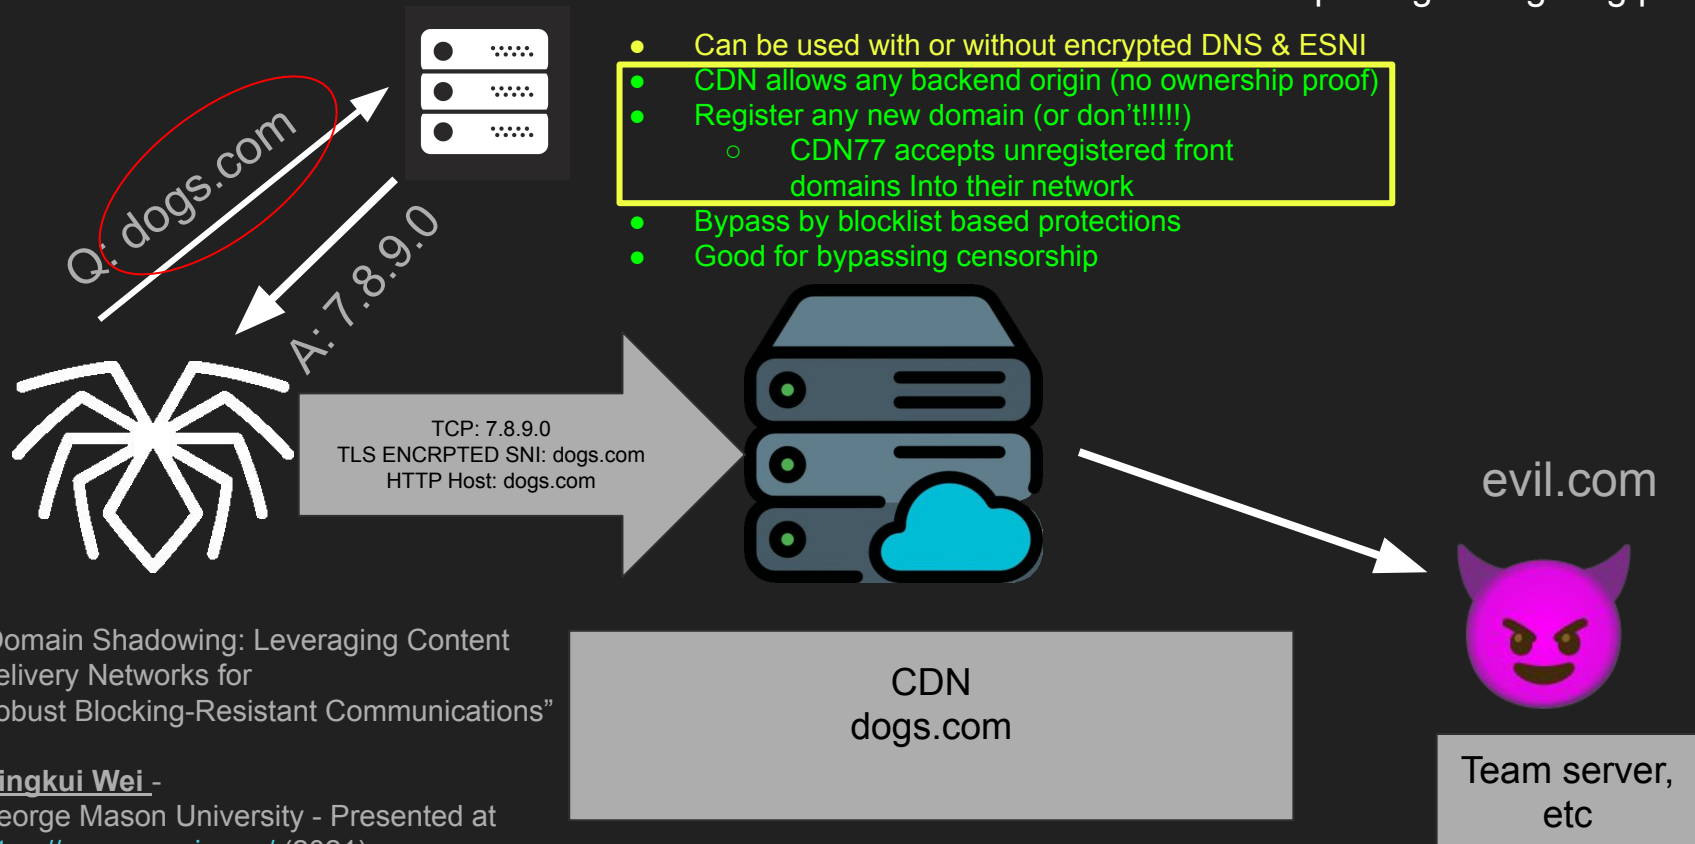 Can be used with or without encrypted DNS & ESNI
CDN allows any backend origin (no ownership proof)
Register any new domain (or don't!!!!!)
CDN77 accepts unregistered front
domains Into their network
Bypass by blocklist based protections
Good for bypassing censorship
Q: dogs.com
A: 7.8.9.0
TCP: 7.8.9.0
TLS ENCRPTED SNI: dogs.com
HTTP Host: dogs.com
evil.com
omain Shadowing: Leveraging Content
elivery Networks for
obust Blocking-Resistant Communications”
CDN
dogs.com
ingkui Wei -
eorge Mason University - Presented at
Team server,
etc